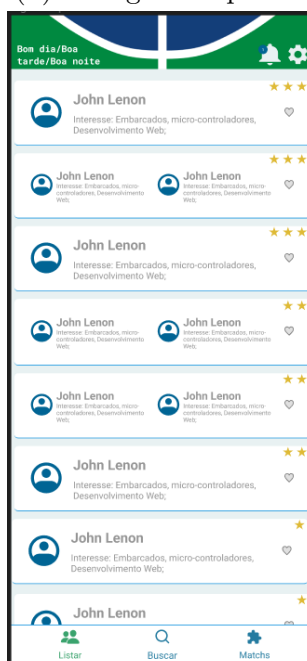 Bom dia/Boa
tarde/Boa noite
John Lenon
Interesse: Embarcados, micro-controladores,
Desenvolvimento Web;
John Lenon
Interesse: Embarcados, micro-
controladores, Desenvolvimento
Web;
John Lenon
Interesse: Embarcados, micro-
controladores, Desenvolvimento
Web;
John Lenon
Interesse: Embarcados, micro-controladores,
Desenvolvimento Web;
John Lenon
Interesse: Embarcados, micro-
controladores, Desenvolvimento
Web;
John Lenon
Interesse: Embarcados, micro-
controladores, Desenvolvimento
Web;
John Lenon
Interesse: Embarcados, micro-
controladores, Desenvolvimento
Web;
John Lenon
Interesse: Embarcados, micro-
controladores, Desenvolvimento
Web;
John Lenon
Interesse: Embarcados, micro-controladores,
Desenvolvimento Web;
John Lenon
Interesse: Embarcados, micro-controladores,
Desenvolvimento Web;
John Lenon
Listar
Buscar
Matchs